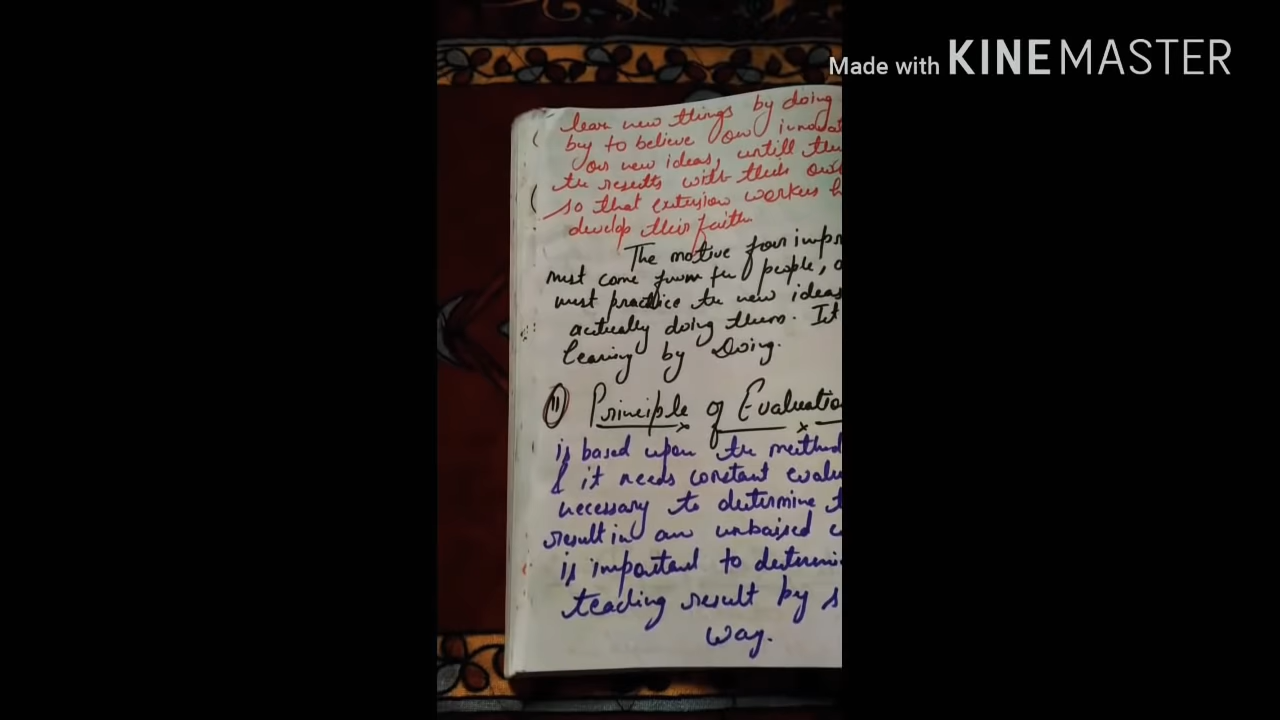 Made with KINEMASTER
learn new things by doing
buy to believe our innovat
our new ideas, untill the
the results with their own
so that extension workers h
develop their faith.
The motive for impr
must come from the people,
must practice the new ideas
actually doing them. It
learning by Doing.
11 Principle of Evaluatio
is based upon the method
& it needs constant evalu
necessary to determine t
result in an unbaised
is important to determi
teaching result by s
way.